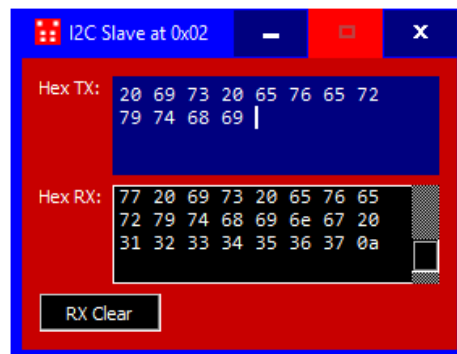 I2C Slave at 0x02
Hex TX:
20 69 73 20 65 76 65 72
79 74 68 69
Hex RX:
77 20 69 73 20 65 76 65
72 79 74 68 69 6e 67 20
31 32 33 34 35 36 37 0a
RX Clear